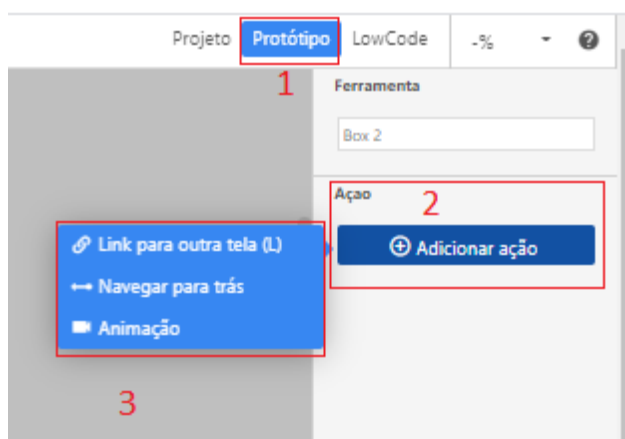 Projeto Protótipo LowCode -%
1
Ferramenta
Box 2
Açao
2
Adicionar ação
Link para outra tela (L)
Navegar para trás
Animação
3